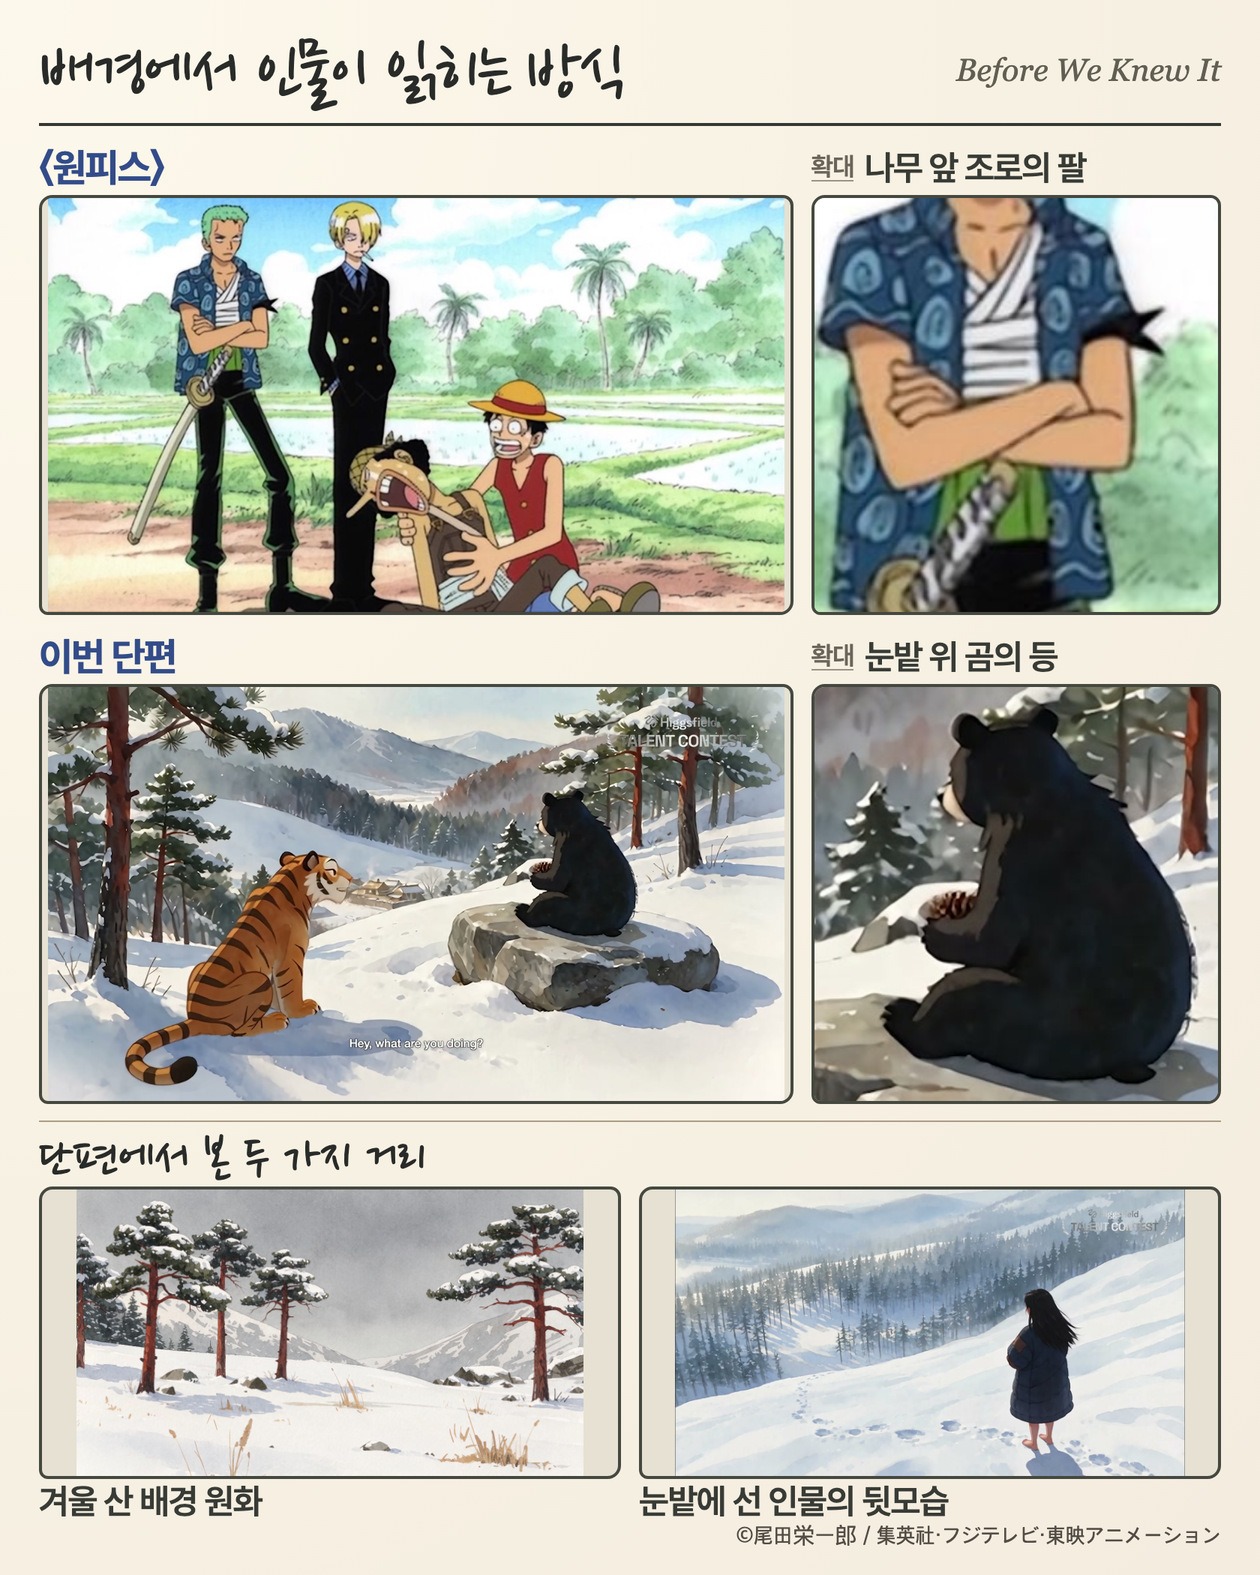 배경에서 인물이 읽히는 방식
Before We Knew It
〈원피스〉
확대 나무 앞 조로의 팔
이번 단편
확대 눈밭 위 곰의 등
Higgsfield
TALENT CONTEST
Hey, what are you doing?
단편에서 본 두 가지 거리
Higgsfield
TALENT CONTEST
겨울 산 배경 원화
눈밭에 선 인물의 뒷모습
©尾田栄一郎 / 集英社·フジテレビ·東映アニメーション